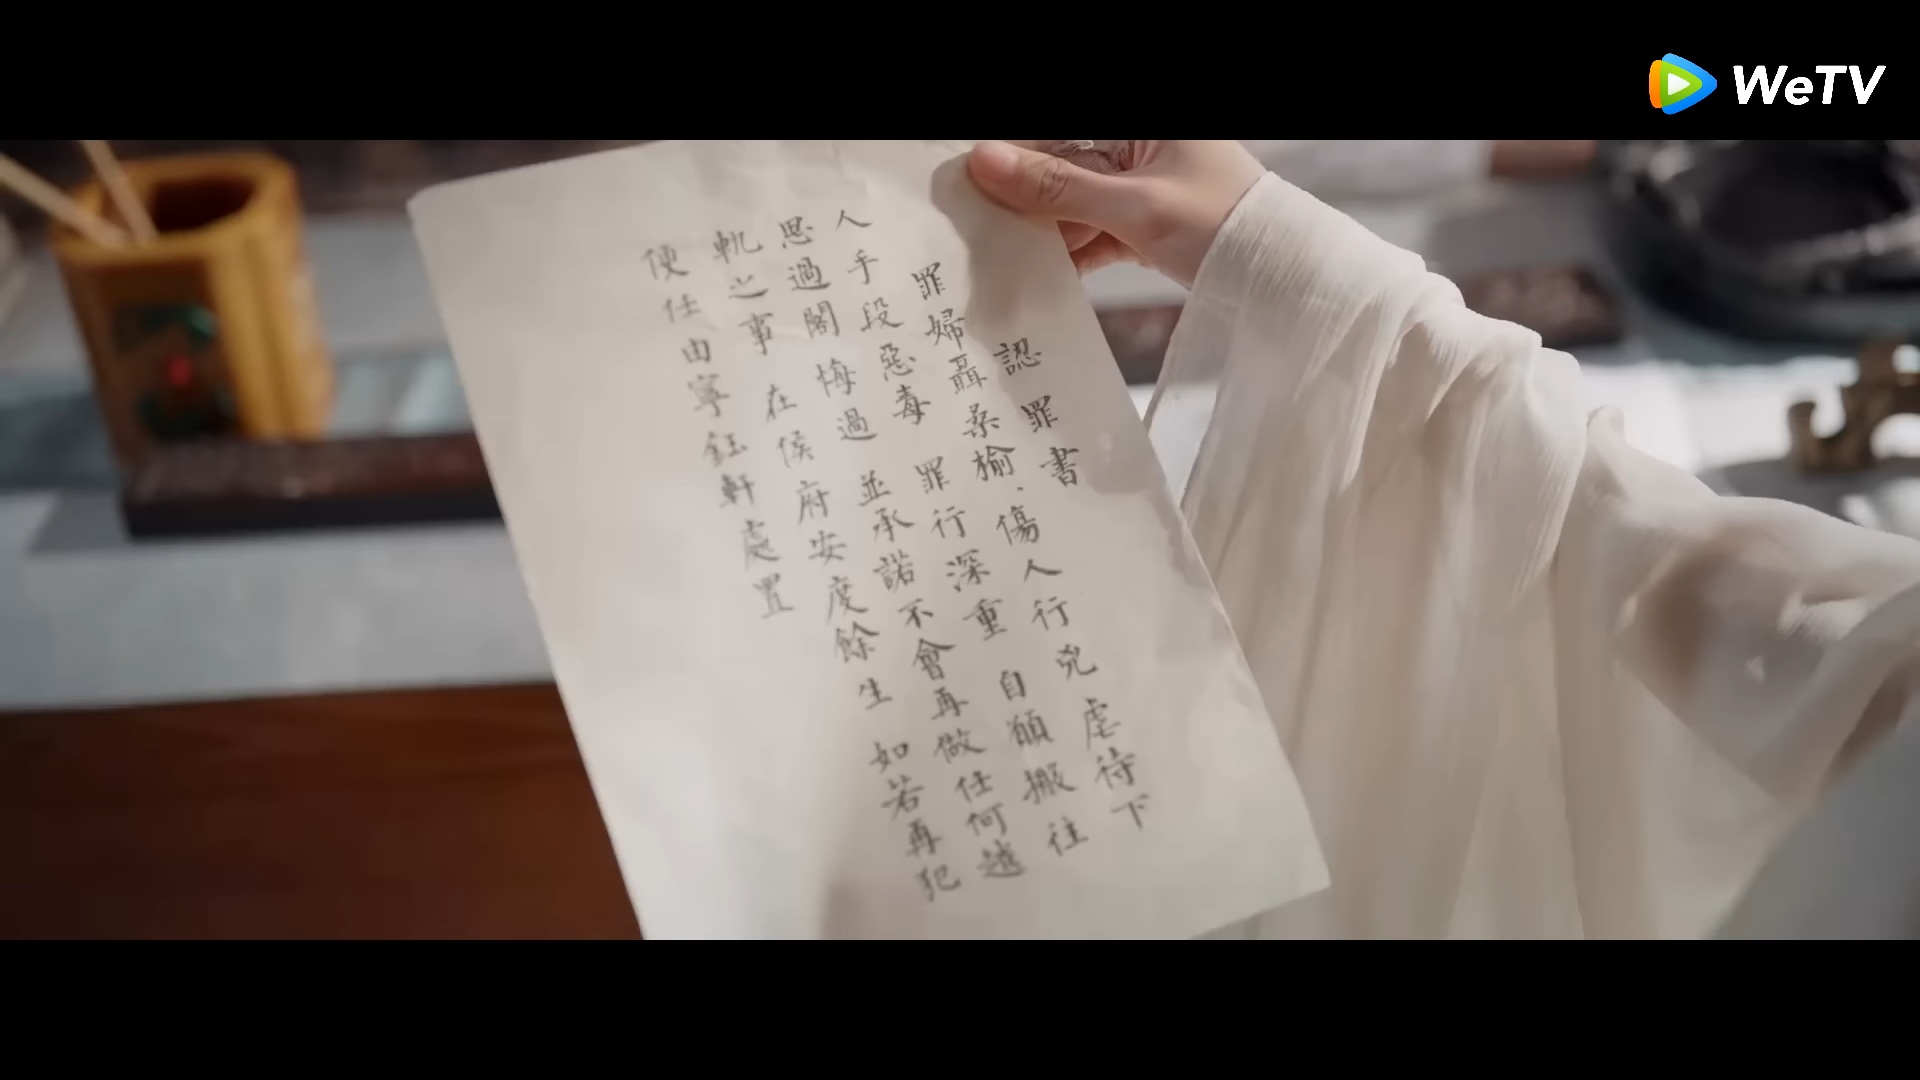 WeTV
認罪書
罪婦聶桑榆 傷人行兇虐待下
人手段惡毒 罪行深重 自願搬往
思過閣悔過 並承諾不會再做任何越
軌之事 在侯府安度餘生 如若再犯
便任由寧鈺軒處置